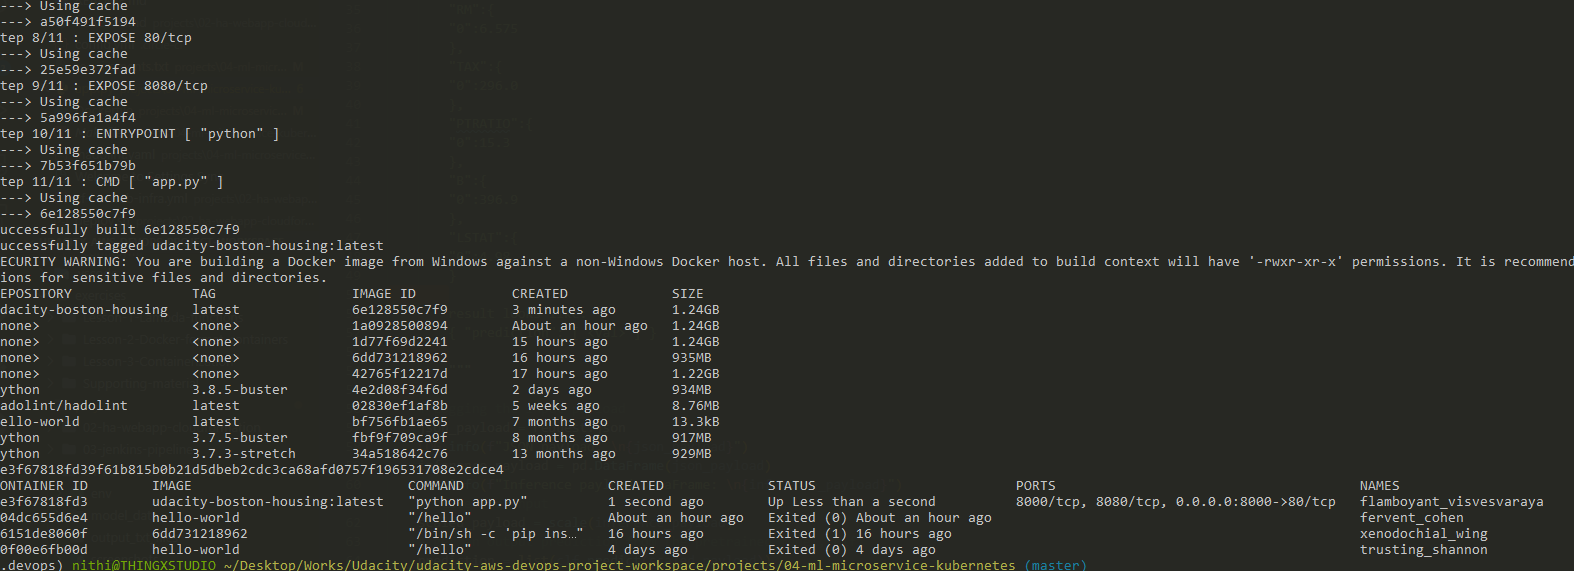 ---> Using cache
---> a50f491f5194
tep 8/11 : EXPOSE 80/tcp
---> Using cache
---> 25e59e372fad
tep 9/11 : EXPOSE 8080/tcp
---> Using cache
---> 5a996fa1a4f4
tep 10/11 : ENTRYPOINT [ "python" ]
---> Using cache
---> 7b53f651b79b
tep 11/11 : CMD [ "app.py" ]
---> Using cache
---> 6e128550c7f9
uccessfully built 6e128550c7f9
uccessfully tagged udacity-boston-housing:latest
ECURITY WARNING: You are building a Docker image from Windows against a non-Windows Docker host. All files and directories added to build context will have '-rwxr-xr-x' permissions. It is recommend
ions for sensitive files and directories.
EPOSITORY TAG IMAGE ID CREATED SIZE
dacity-boston-housing latest 6e128550c7f9 3 minutes ago 1.24GB
none> <none> 1a0928500894 About an hour ago 1.24GB
none> <none> 1d77f69d2241 15 hours ago 1.24GB
none> <none> 6dd731218962 16 hours ago 935MB
none> <none> 42765f12217d 17 hours ago 1.22GB
ython 3.8.5-buster 4e2d08f34f6d 2 days ago 934MB
adolint/hadolint latest 02830ef1af8b 5 weeks ago 8.76MB
ello-world latest bf756fb1ae65 7 months ago 13.3kB
ython 3.7.5-buster fbf9f709ca9f 8 months ago 917MB
ython 3.7.3-stretch 34a518642c76 13 months ago 929MB
e3f67818fd39f61b815b0b21d5dbeb2cdc3ca68afd0757f196531708e2cdce4
ONTAINER ID IMAGE COMMAND CREATED STATUS PORTS NAMES
e3f67818fd3 udacity-boston-housing:latest "python app.py" 1 second ago Up Less than a second 8000/tcp, 8080/tcp, 0.0.0.0:8000->80/tcp flamboyant_visvesvaraya
04dc655d6e4 hello-world "/hello" About an hour ago Exited (0) About an hour ago fervent_cohen
6151de8060f 6dd731218962 "/bin/sh -c 'pip ins…" 16 hours ago Exited (1) 16 hours ago xenodochial_wing
0f00e6fb00d hello-world "/hello" 4 days ago Exited (0) 4 days ago trusting_shannon
.devops) nithi@THINGXSTUDIO ~/Desktop/Works/Udacity/udacity-aws-devops-project-workspace/projects/04-ml-microservice-kubernetes (master)